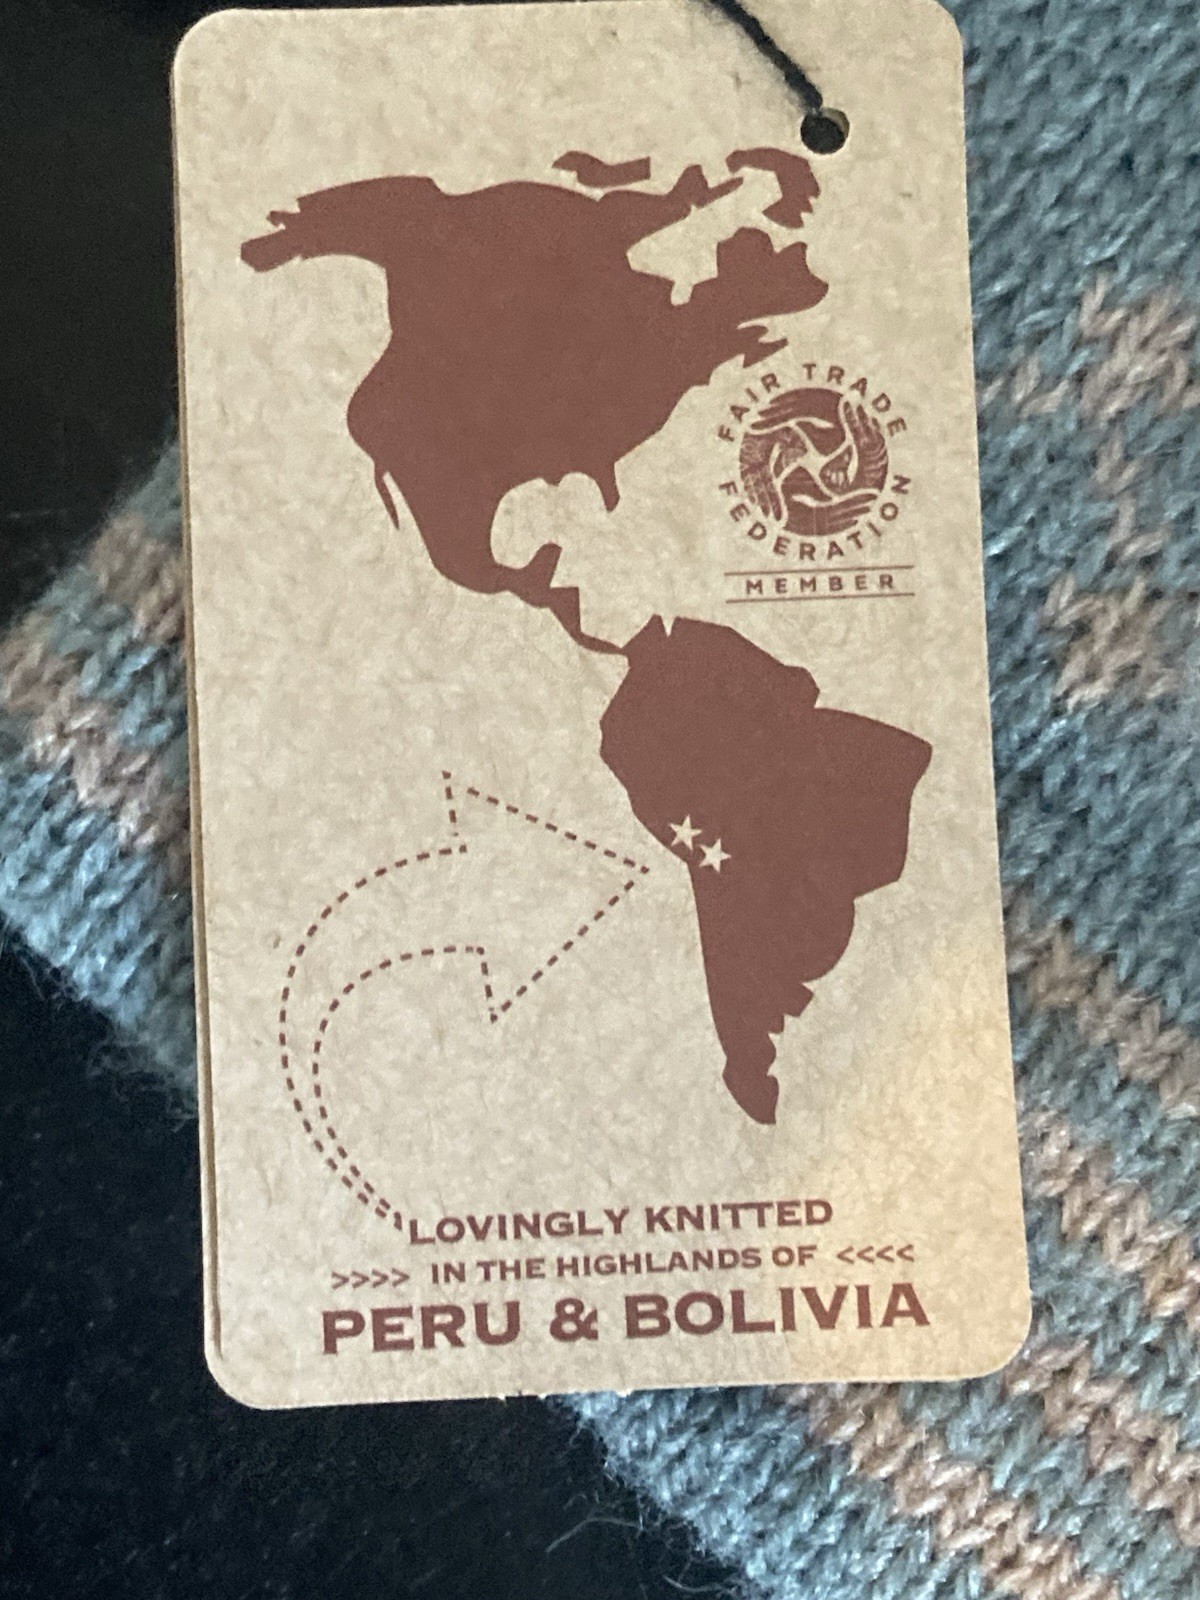 FAIR TRADE
FEDERATION
MEMBER
LOVINGLY KNITTED
>>>> IN THE HIGHLANDS OF <<<<
PERU & BOLIVIA